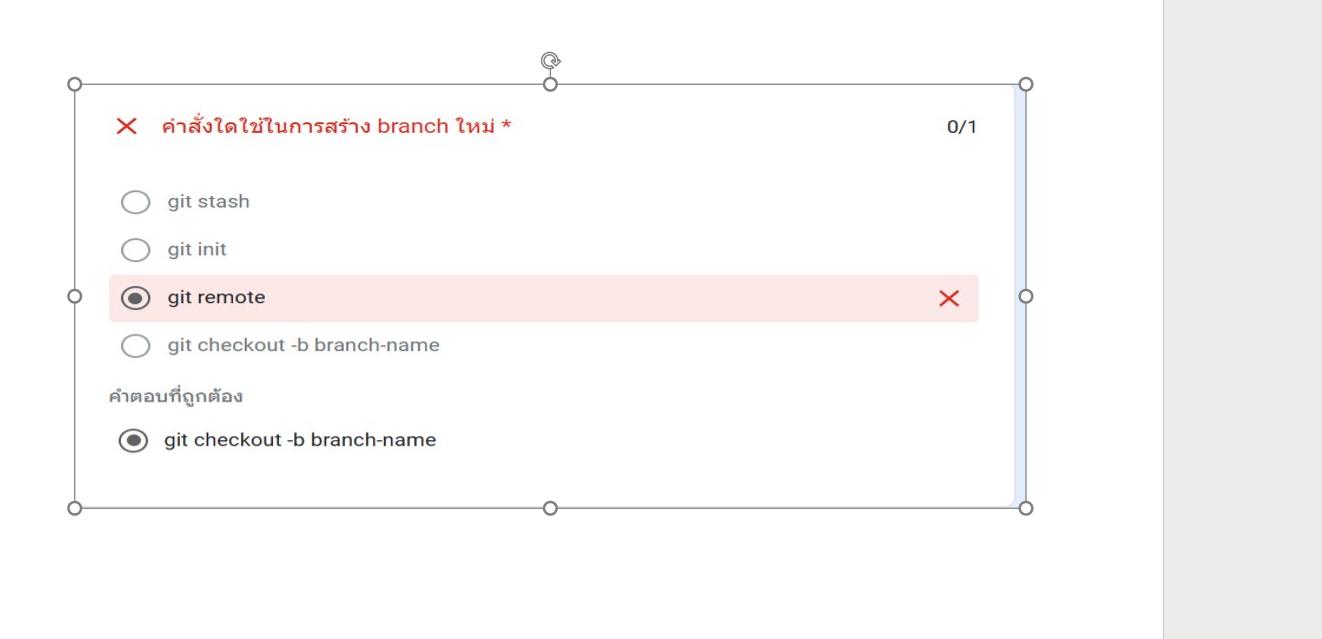 คำสั่งใดใช้ในการสร้าง branch ใหม่ * 0/1
git stash
git init
git remote
git checkout -b branch-name
คำตอบที่ถูกต้อง
git checkout -b branch-name